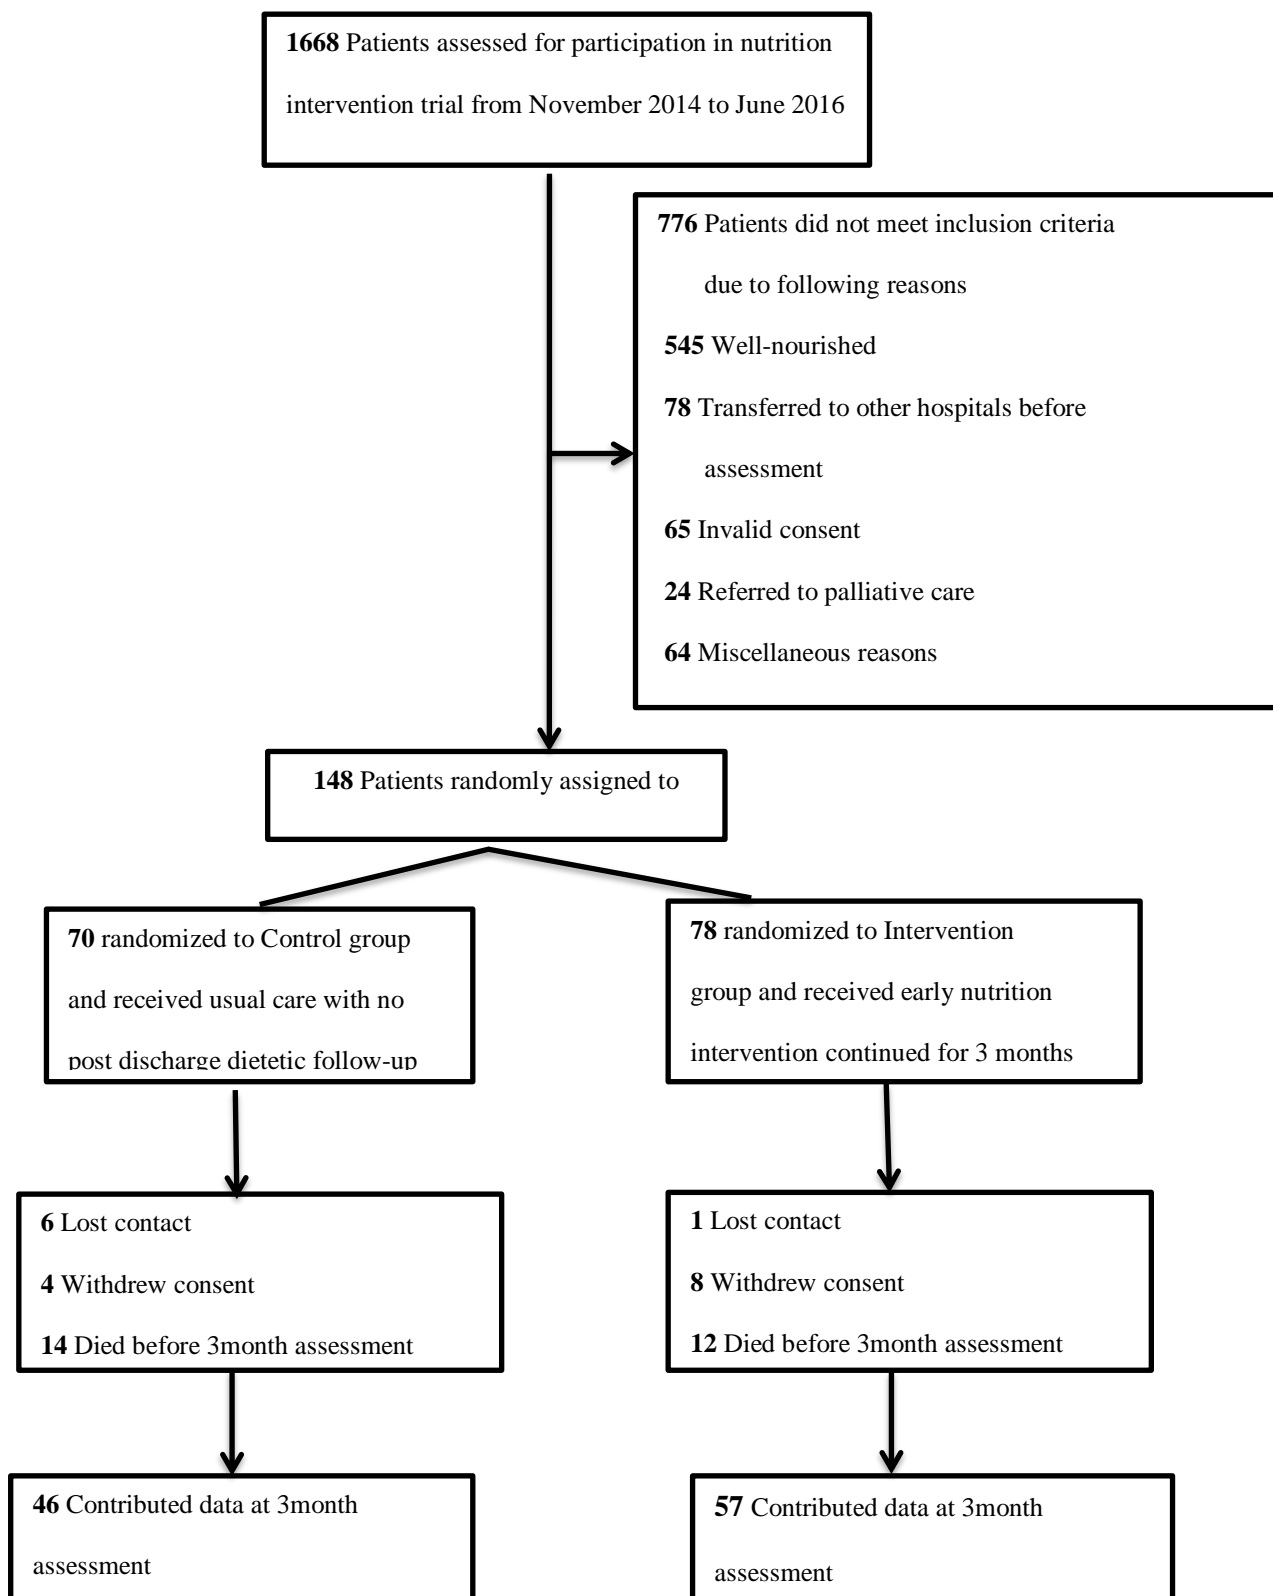 1668 Patients assessed for participation in nutrition
intervention trial from November 2014 to June 2016
776 Patients did not meet inclusion criteria
due to following reasons
545 Well-nourished
78 Transferred to other hospitals before
assessment
65 Invalid consent
24 Referred to palliative care
64 Miscellaneous reasons
148 Patients randomly assigned to
70 randomized to Control group
and received usual care with no
post discharge dietetic follow-up
78 randomized to Intervention
group and received early nutrition
intervention continued for 3 months
6 Lost contact
4 Withdrew consent
14 Died before 3month assessment
1 Lost contact
8 Withdrew consent
12 Died before 3month assessment
46 Contributed data at 3month
assessment
57 Contributed data at 3month
assessment